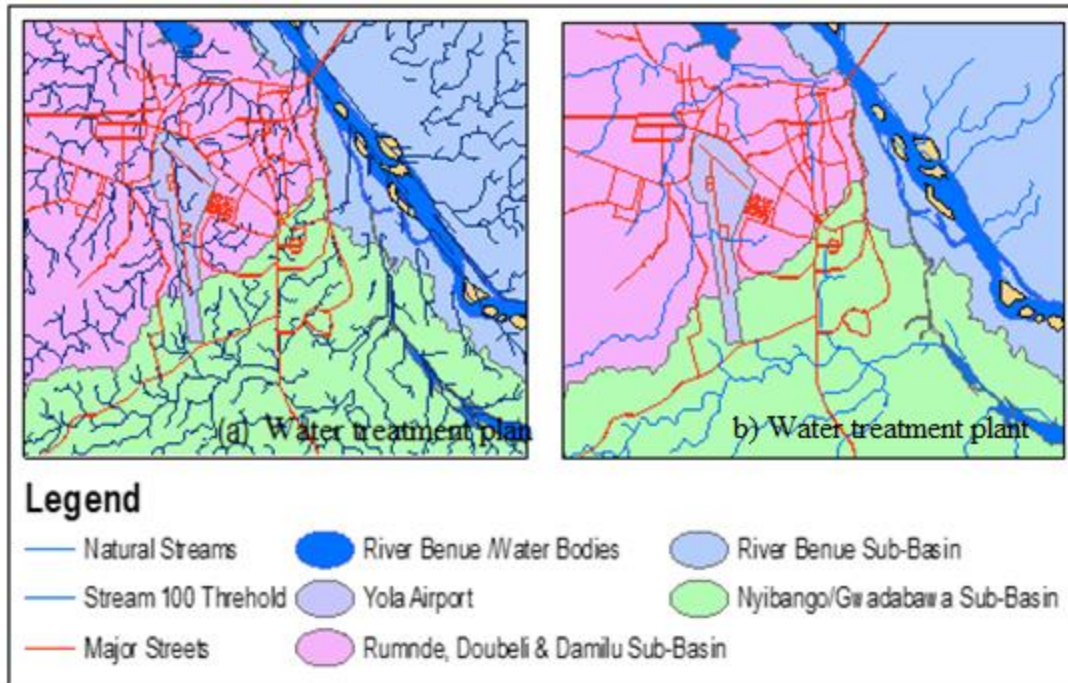 (a) Water treatment plan
b) Water treatment plant
Legend
Natural Streams
River Benue /Water Bodies
River Benue Sub-Basin
Stream 100 Threhold
Yola Airport
Nyibango/Gwadabawa Sub-Basin
Major Streets
Rumnde, Doubeli & Damilu Sub-Basin